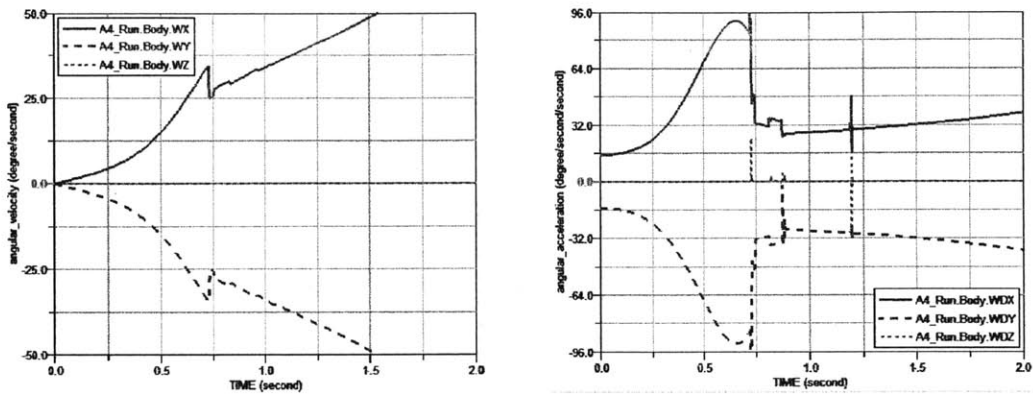 50.0
A4_Run.Body.WX
A4_Run.Body.WY
A4_Run.Body.WZ
25.0
0.0
-25.0
-50.0
angular_velocity (degree/second)
0.0 0.5 1.0 1.5 2.0
TIME (second)
96.0
64.0
32.0
0.0
-32.0
-64.0
-96.0
angular_acceleration (degree/second/second)
A4_Run.Body.WDX
A4_Run.Body.WDY
A4_Run.Body.WDZ
0.0 0.5 1.0 1.5 2.0
TIME (second)